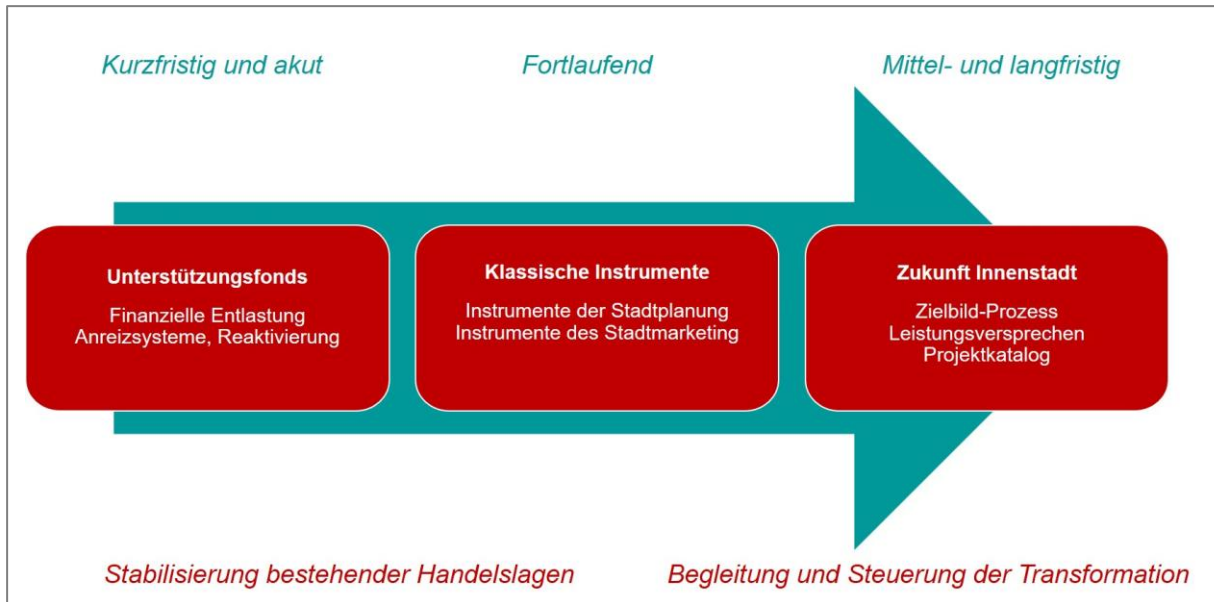 Kurzfristig und akut
Fortlaufend
Mittel- und langfristig
Unterstützungsfonds
Finanzielle Entlastung
Anreizsysteme, Reaktivierung
Klassische Instrumente
Instrumente der Stadtplanung
Instrumente des Stadtmarketing
Zukunft Innenstadt
Zielbild-Prozess
Leistungsversprechen
Projektkatalog
Stabilisierung bestehender Handelslagen
Begleitung und Steuerung der Transformation